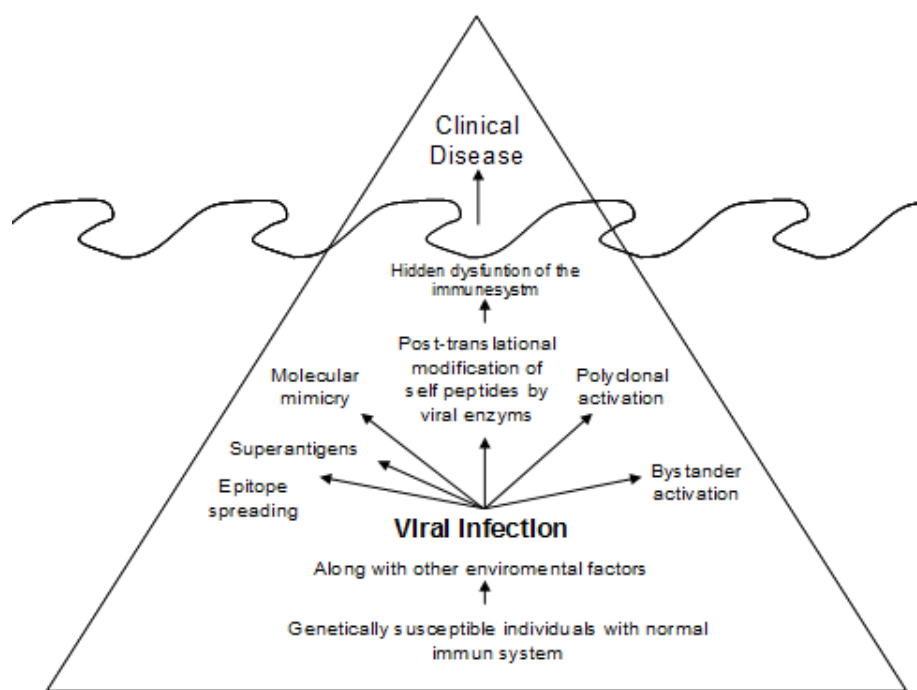 Clinical
Disease
Hidden dysfuntion of the
immunesystm
Post-translational
modification of
self peptides by
viral enzyms
Molecular
mimicry
Polyclonal
activation
Superantigens
Epitope
spreading
Bystander
activation
Viral Infection
Along with other enviromental factors
Genetically susceptible individuals with normal
immun system